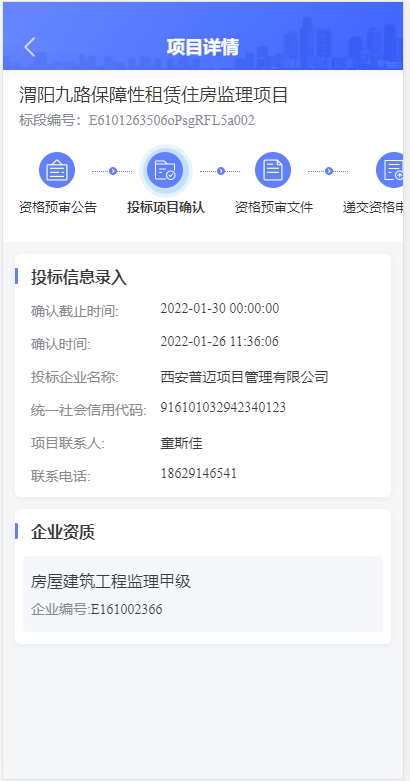 项目详情
渭阳九路保障性租赁住房监理项目
标段编号：E6101263506oPsgRFL5a002
资格预审公告 投标项目确认 资格预审文件 递交资格申
投标信息录入
确认截止时间: 2022-01-30 00:00:00
确认时间: 2022-01-26 11:36:06
投标企业名称: 西安普迈项目管理有限公司
统一社会信用代码: 916101032942340123
项目联系人: 童斯佳
联系电话: 18629146541
企业资质
房屋建筑工程监理甲级
企业编号:E161002366